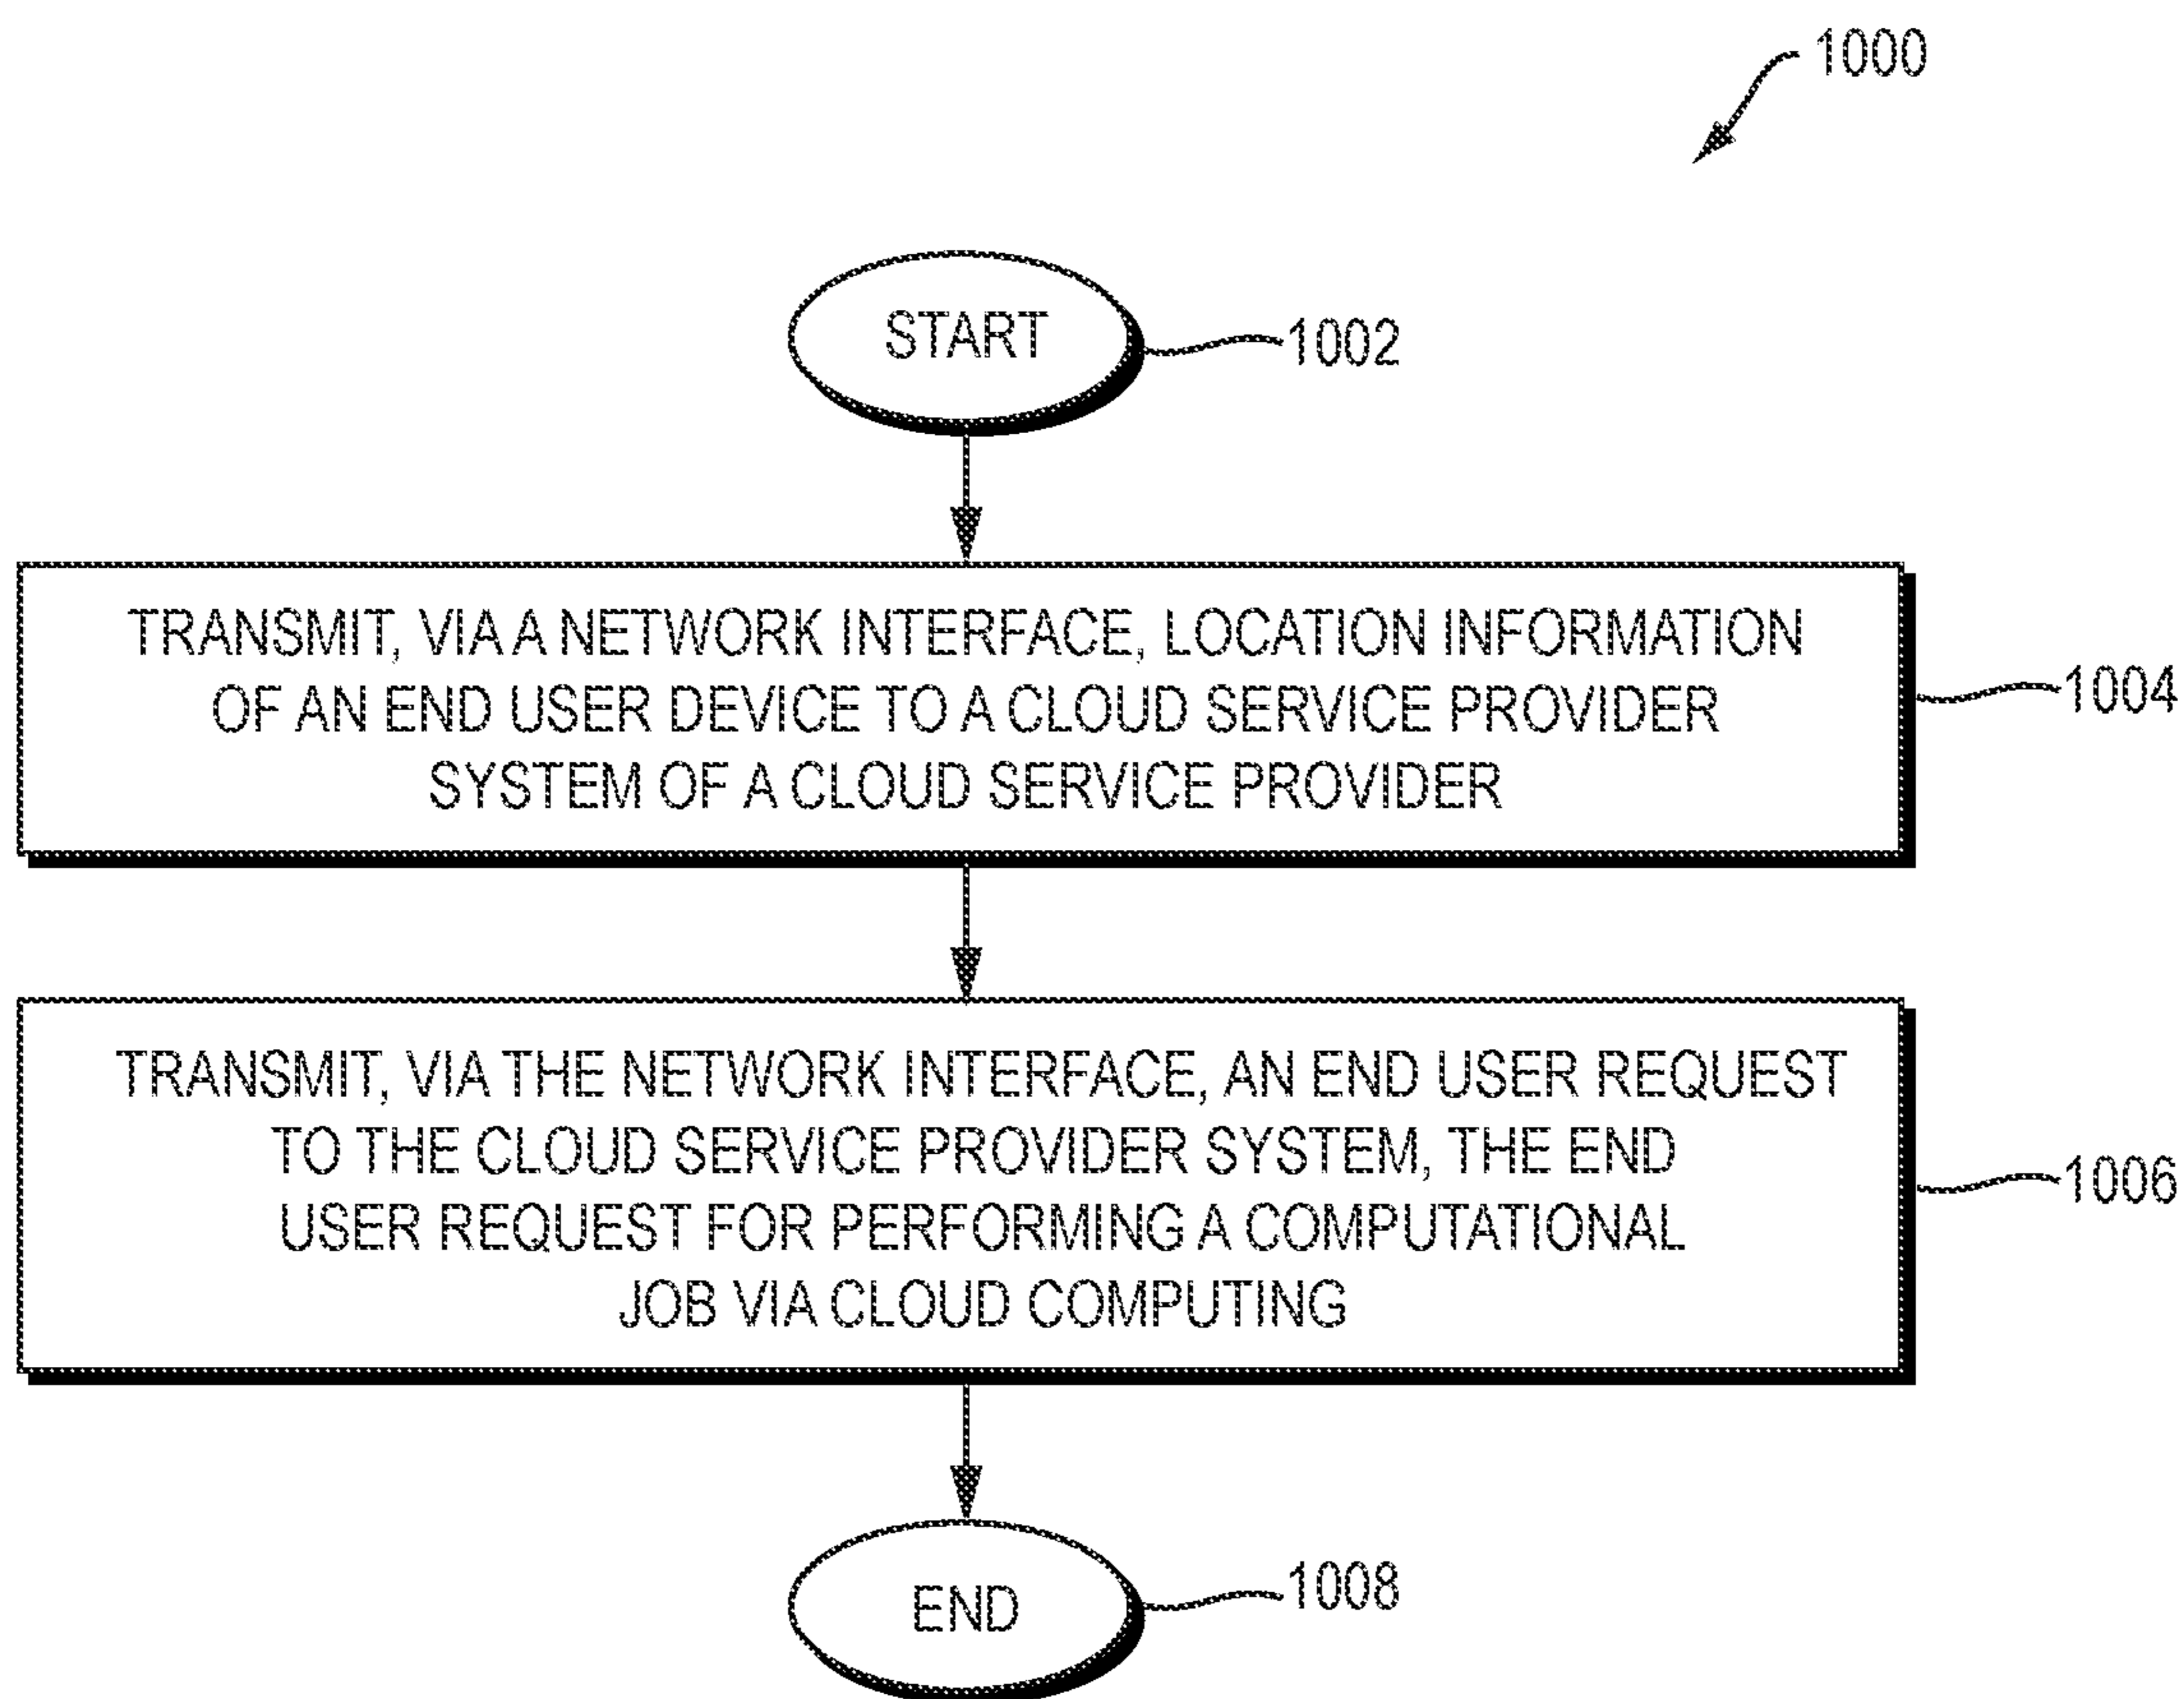 1000
START
1002
TRANSMIT, VIA A NETWORK INTERFACE, LOCATION INFORMATION
OF AN END USER DEVICE TO A CLOUD SERVICE PROVIDER
SYSTEM OF A CLOUD SERVICE PROVIDER
1004
TRANSMIT, VIA THE NETWORK INTERFACE, AN END USER REQUEST
TO THE CLOUD SERVICE PROVIDER SYSTEM, THE END
USER REQUEST FOR PERFORMING A COMPUTATIONAL
JOB VIA CLOUD COMPUTING
1006
END
1008